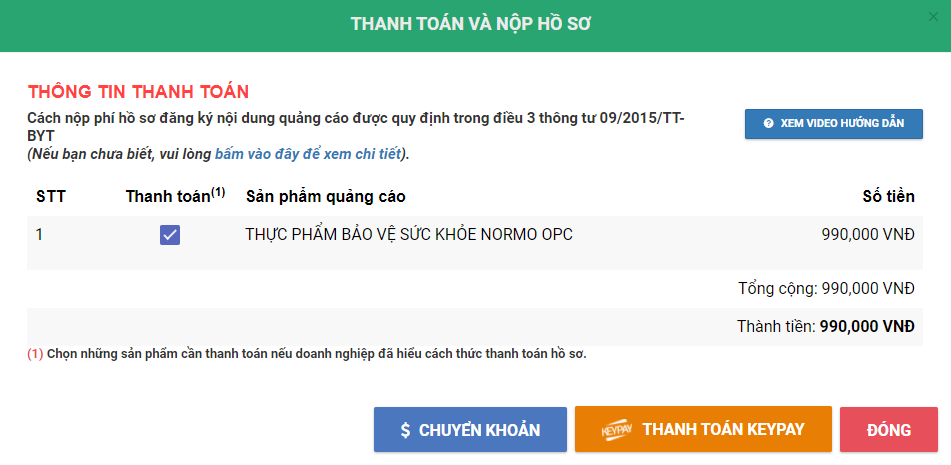 THANH TOÁN VÀ NỘP HỒ SƠ
×
THÔNG TIN THANH TOÁN
Cách nộp phí hồ sơ đăng ký nội dung quảng cáo được quy định trong điều 3 thông tư 09/2015/TT-
BYT
(Nếu bạn chưa biết, vui lòng bấm vào đây để xem chi tiết).
XEM VIDEO HƯỚNG DẪN
STT Thanh toán(1) Sản phẩm quảng cáo Số tiền
1 THỰC PHẨM BẢO VỆ SỨC KHỎE NORMO OPC 990,000 VNĐ
Tổng cộng: 990,000 VNĐ
Thành tiền: 990,000 VNĐ
(1) Chọn những sản phẩm cần thanh toán nếu doanh nghiệp đã hiểu cách thức thanh toán hồ sơ.
$ CHUYỂN KHOẢN
KEYPAY THANH TOÁN KEYPAY
ĐÓNG